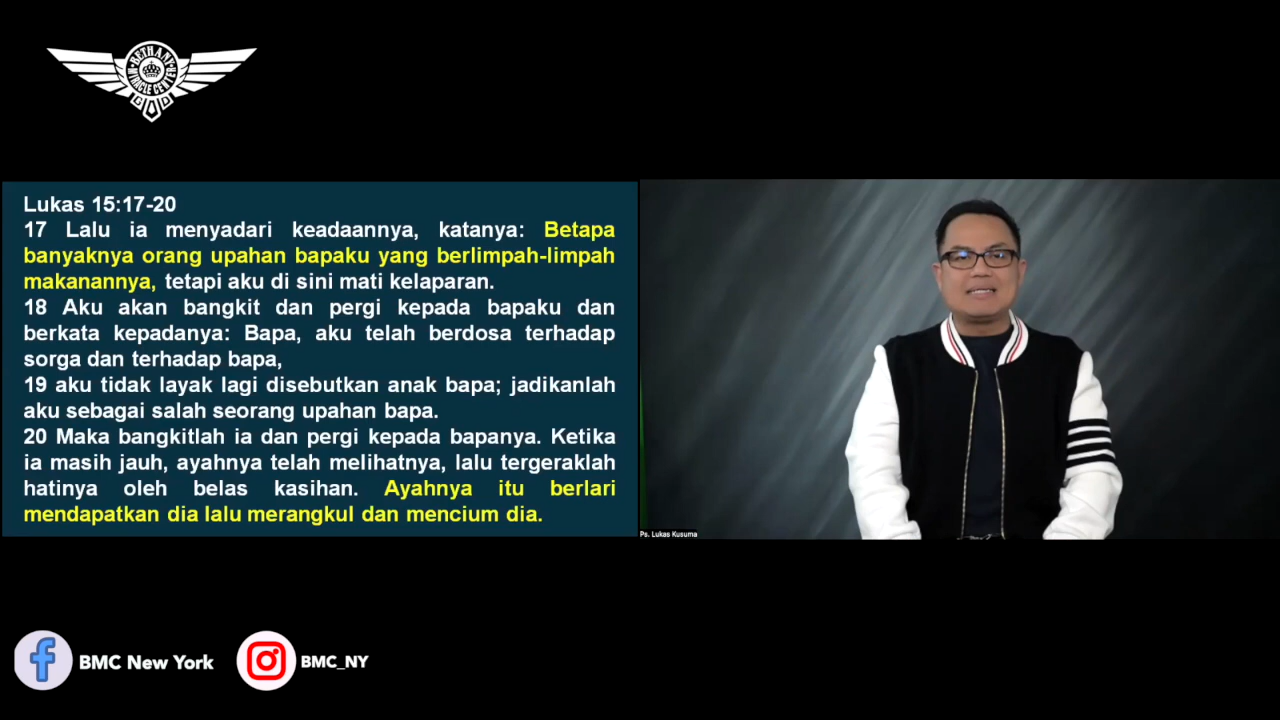 BETHANY
MIRACLE CENTER
Lukas 15:17-20
17 Lalu ia menyadari keadaannya, katanya: Betapa
banyaknya orang upahan bapaku yang berlimpah-limpah
makanannya, tetapi aku di sini mati kelaparan.
18 Aku akan bangkit dan pergi kepada bapaku dan
berkata kepadanya: Bapa, aku telah berdosa terhadap
sorga dan terhadap bapa,
19 aku tidak layak lagi disebutkan anak bapa; jadikanlah
aku sebagai salah seorang upahan bapa.
20 Maka bangkitlah ia dan pergi kepada bapanya. Ketika
ia masih jauh, ayahnya telah melihatnya, lalu tergeraklah
hatinya oleh belas kasihan. Ayahnya itu berlari
mendapatkan dia lalu merangkul dan mencium dia.
Ps. Lukas Kusuma
BMC New York
BMC_NY